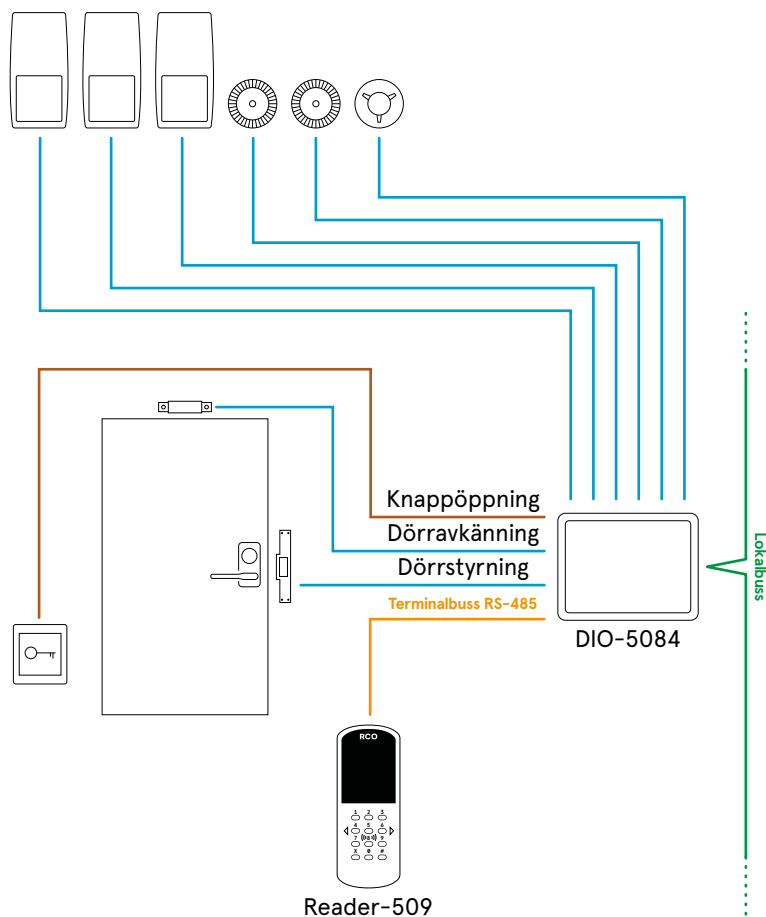 Knappöppning
Dörravkänning
Dörrstyrning
Terminalbuss RS-485
DIO-5084
Lokalbuss
RCO
1 2 3
4 5 6
7 8 9
X 0 #
Reader-509